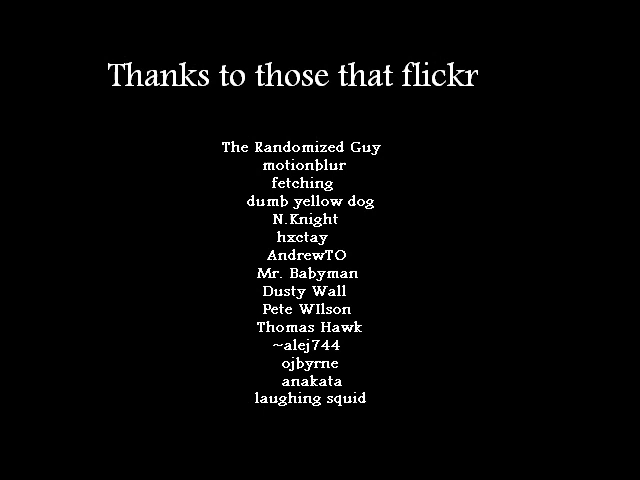 Thanks to those that flickr
The Randomized Guy
motionblur
fetching
dumb yellow dog
N.Knight
hxctay
AndrewTO
Mr. Babyman
Dusty Wall
Pete WIlson
Thomas Hawk
~alej744
ojbyrne
anakata
laughing squid